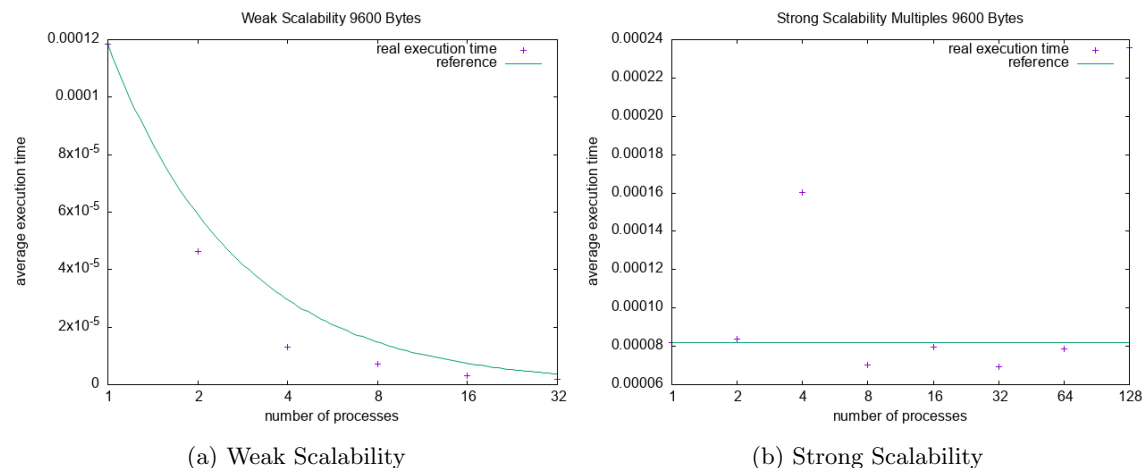 Weak Scalability 9600 Bytes
0.00012
0.0001
8x10-5
6x10-5
4x10-5
2x10-5
0
average execution time
real execution time
reference
1 2 4 8 16 32
number of processes
(a) Weak Scalability
Strong Scalability Multiples 9600 Bytes
0.00024
0.00022
0.00020
0.00018
0.00016
0.00014
0.00012
0.00010
0.00008
0.00006
average execution time
real execution time
reference
1 2 4 8 16 32 64 128
number of processes
(b) Strong Scalability